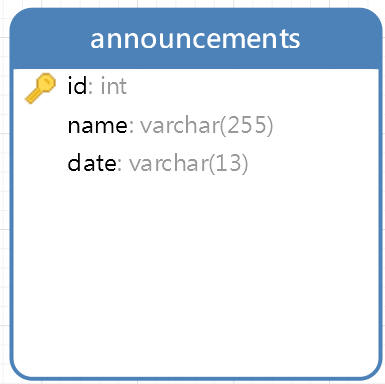 announcements
id: int
name: varchar(255)
date: varchar(13)